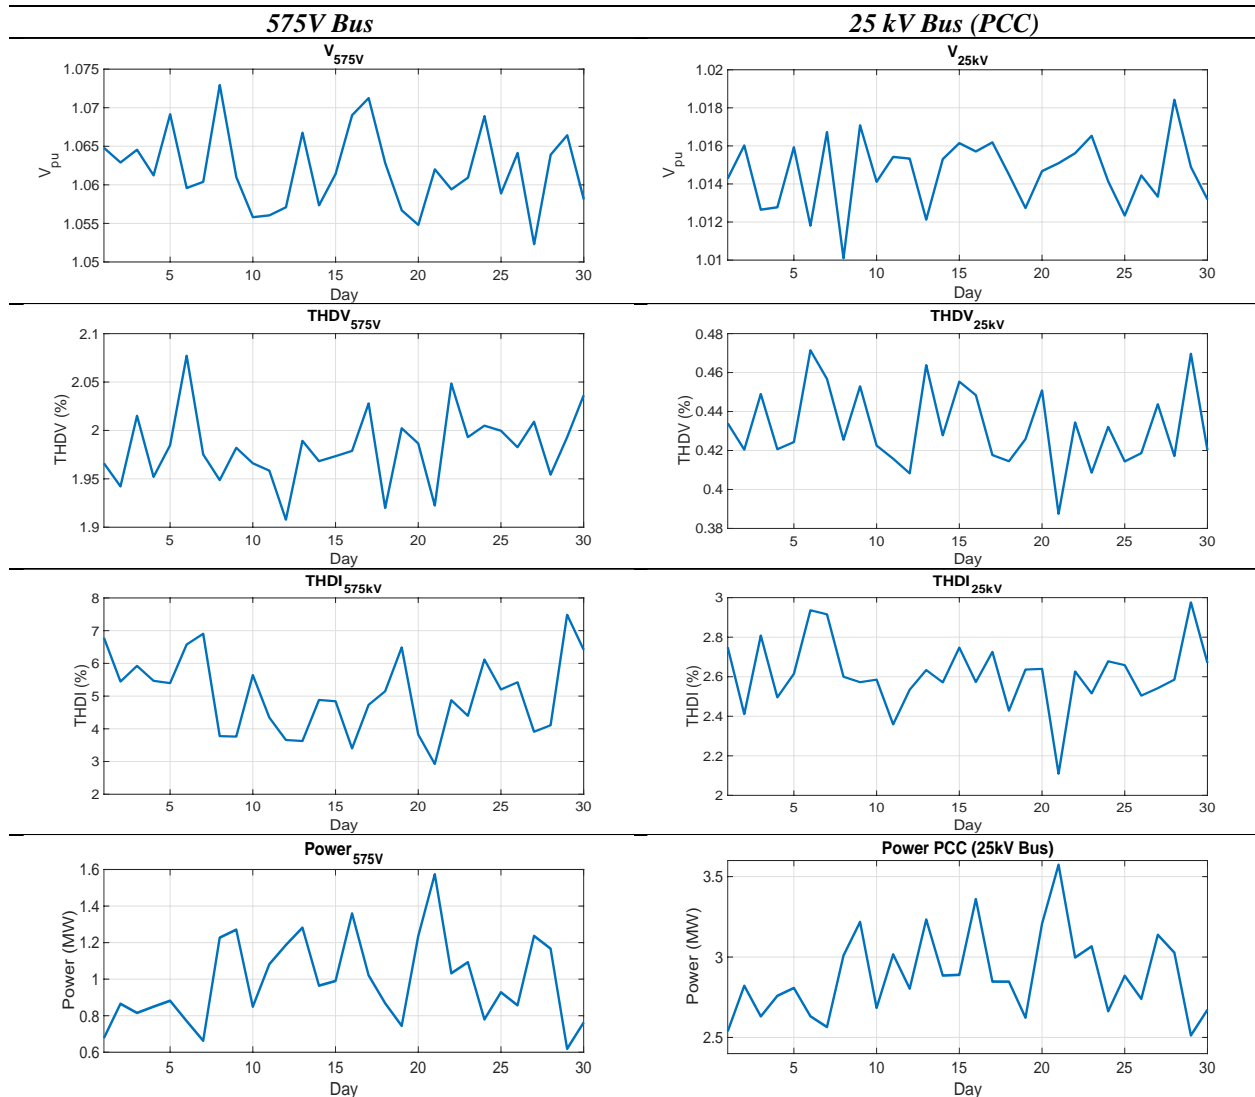 575V Bus
25 kV Bus (PCC)
V575V
1.075
1.07
1.065
1.06
1.055
1.05
Vpu
5 10 15 20 25 30
Day
V25kV
1.02
1.018
1.016
1.014
1.012
1.01
Vpu
5 10 15 20 25 30
Day
THDV575V
2.1
2.05
2
1.95
1.9
THDV (%)
5 10 15 20 25 30
Day
THDV25kV
0.48
0.46
0.44
0.42
0.4
0.38
THDV (%)
5 10 15 20 25 30
Day
THDI575kV
8
7
6
5
4
3
2
THDI (%)
5 10 15 20 25 30
Day
THDI25kV
3
2.8
2.6
2.4
2.2
2
THDI (%)
5 10 15 20 25 30
Day
Power575V
1.6
1.4
1.2
1
0.8
0.6
Power (MW)
5 10 15 20 25 30
Day
Power PCC (25kV Bus)
3.5
3
2.5
Power (MW)
5 10 15 20 25 30
Day